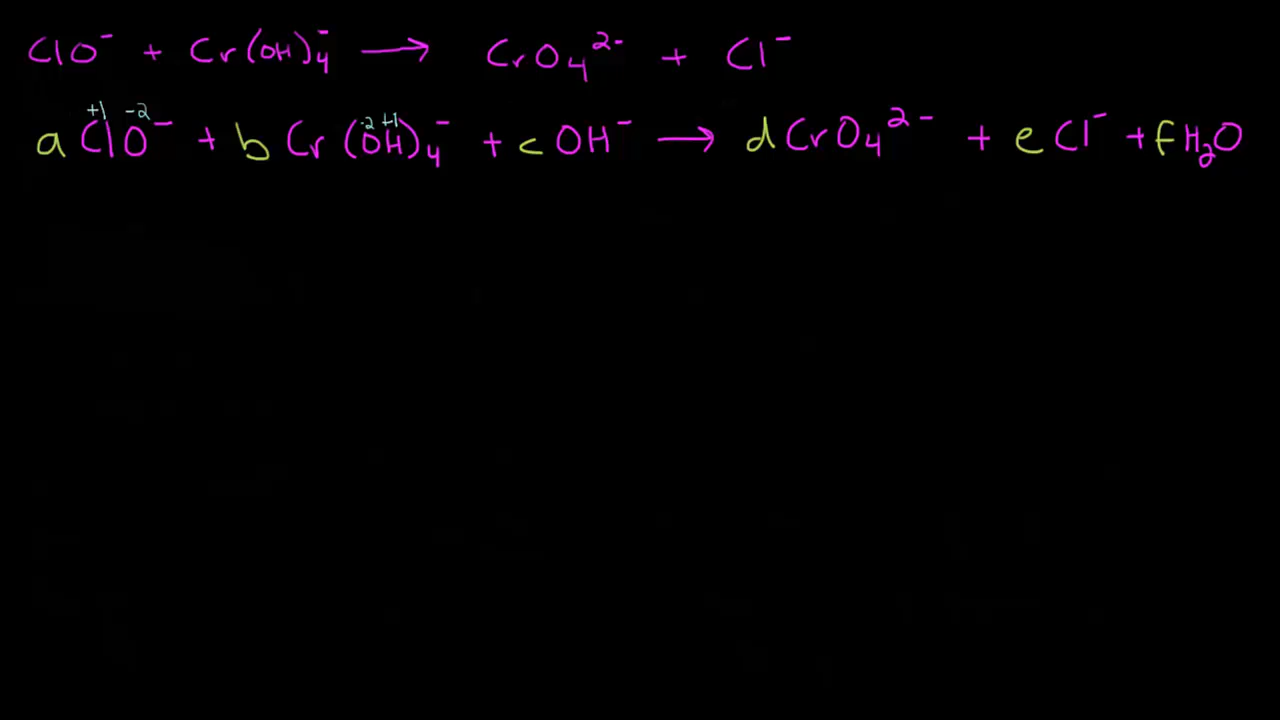 ClO⁻ + Cr(OH)₄⁻ → CrO₄²⁻ + Cl⁻
+1 -2 -2 +1
a ClO⁻ + b Cr(OH)₄⁻ + c OH⁻ → d CrO₄²⁻ + e Cl⁻ + f H₂O